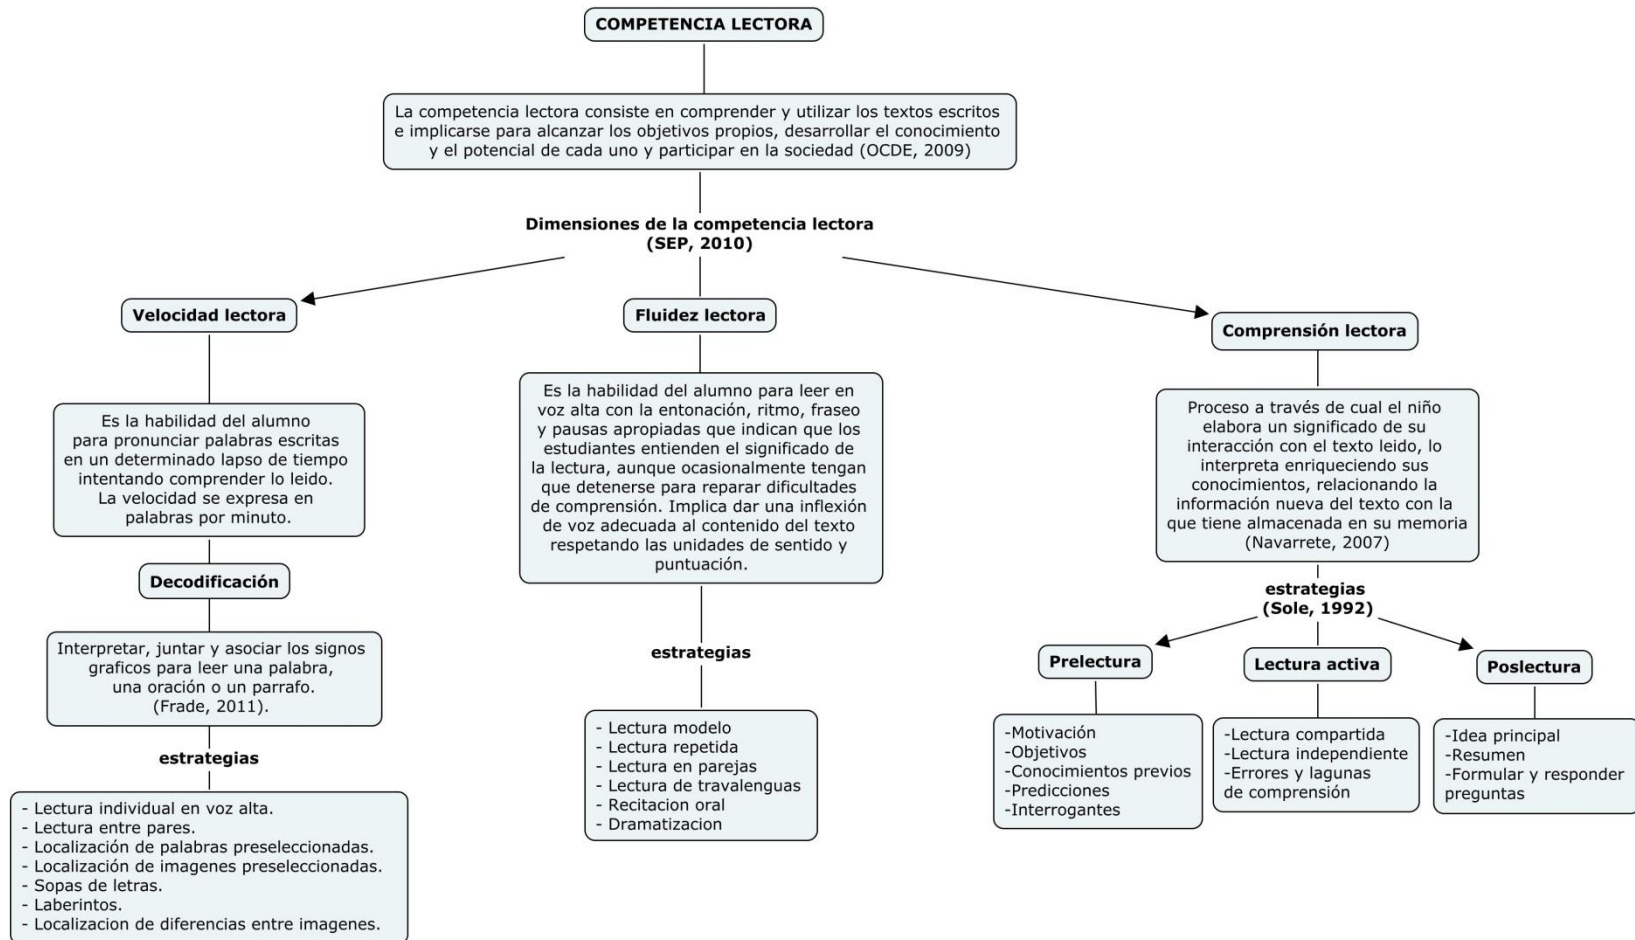 COMPETENCIA LECTORA
La competencia lectora consiste en comprender y utilizar los textos escritos
e implicarse para alcanzar los objetivos propios, desarrollar el conocimiento
y el potencial de cada uno y participar en la sociedad (OCDE, 2009)
Dimensiones de la competencia lectora
(SEP, 2010)
Velocidad lectora
Es la habilidad del alumno
para pronunciar palabras escritas
en un determinado lapso de tiempo
intentando comprender lo leido.
La velocidad se expresa en
palabras por minuto.
Decodificación
Interpretar, juntar y asociar los signos
graficos para leer una palabra,
una oración o un parrafo.
(Frade, 2011).
estrategias
- Lectura individual en voz alta.
- Lectura entre pares.
- Localización de palabras preseleccionadas.
- Localización de imagenes preseleccionadas.
- Sopas de letras.
- Laberintos.
- Localizacion de diferencias entre imagenes.
Fluidez lectora
Es la habilidad del alumno para leer en
voz alta con la entonación, ritmo, fraseo
y pausas apropiadas que indican que los
estudiantes entienden el significado de
la lectura, aunque ocasionalmente tengan
que detenerse para reparar dificultades
de comprensión. Implica dar una inflexión
de voz adecuada al contenido del texto
respetando las unidades de sentido y
puntuación.
estrategias
- Lectura modelo
- Lectura repetida
- Lectura en parejas
- Lectura de travalenguas
- Recitacion oral
- Dramatizacion
Comprensión lectora
Proceso a través de cual el niño
elabora un significado de su
interacción con el texto leido, lo
interpreta enriqueciendo sus
conocimientos, relacionando la
información nueva del texto con la
que tiene almacenada en su memoria
(Navarrete, 2007)
estrategias
(Sole, 1992)
Prelectura
-Motivación
-Objetivos
-Conocimientos previos
-Predicciones
-Interrogantes
Lectura activa
-Lectura compartida
-Lectura independiente
-Errores y lagunas
de comprensión
Poslectura
-Idea principal
-Resumen
-Formular y responder
preguntas